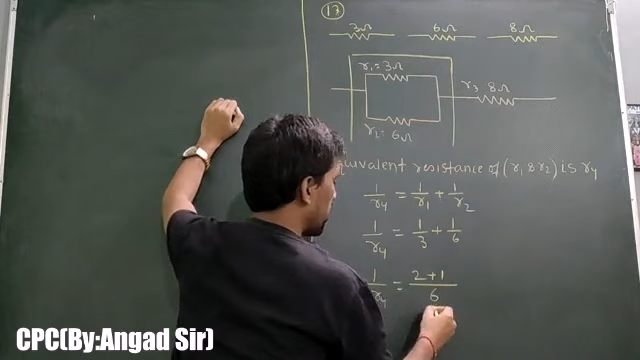 17
3Ω 6Ω 8Ω
r₁=3Ω
r₃ 8Ω
r₂=6Ω
equivalent resistance of (r₁ & r₂) is r₄
1/r₄ = 1/r₁ + 1/r₂
1/r₄ = 1/3 + 1/6
1/r₄ = 2+1/6
CPC(By:Angad Sir)